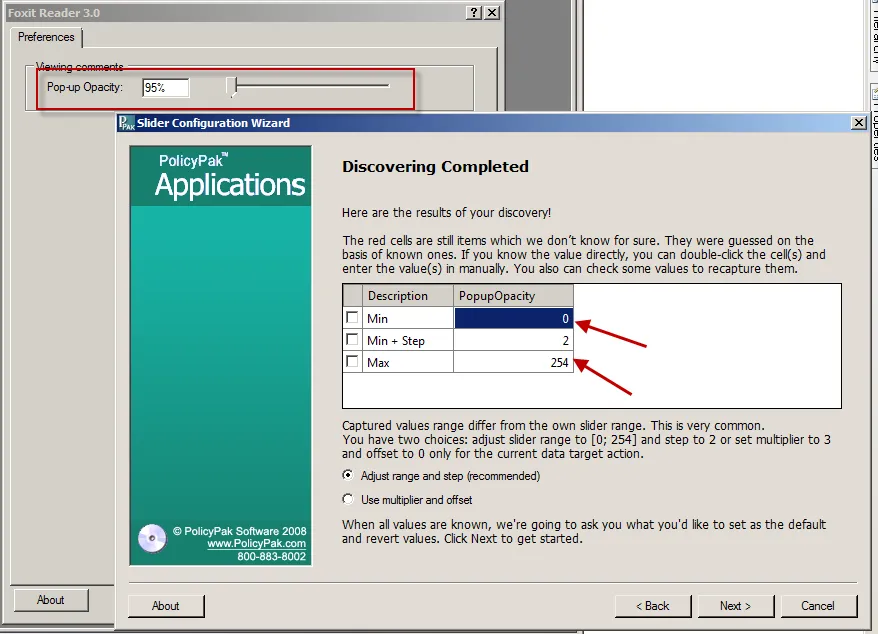 Foxit Reader 3.0
Preferences
Viewing comments
Pop-up Opacity: 95%
PPAK Slider Configuration Wizard
PolicyPak™
Applications
Discovering Completed
Here are the results of your discovery!
The red cells are still items which we don't know for sure. They were guessed on the
basis of known ones. If you know the value directly, you can double-click the cell(s) and
enter the value(s) in manually. You also can check some values to recapture them.
Description PopupOpacity
Min 0
Min + Step 2
Max 254
Captured values range differ from the own slider range. This is very common.
You have two choices: adjust slider range to [0; 254] and step to 2 or set multiplier to 3
and offset to 0 only for the current data target action.
Adjust range and step (recommended)
Use multiplier and offset
When all values are known, we're going to ask you what you'd like to set as the default
and revert values. Click Next to get started.
© PolicyPak Software 2008
www.PolicyPak.com
800-883-8002
About
About
< Back
Next >
Cancel